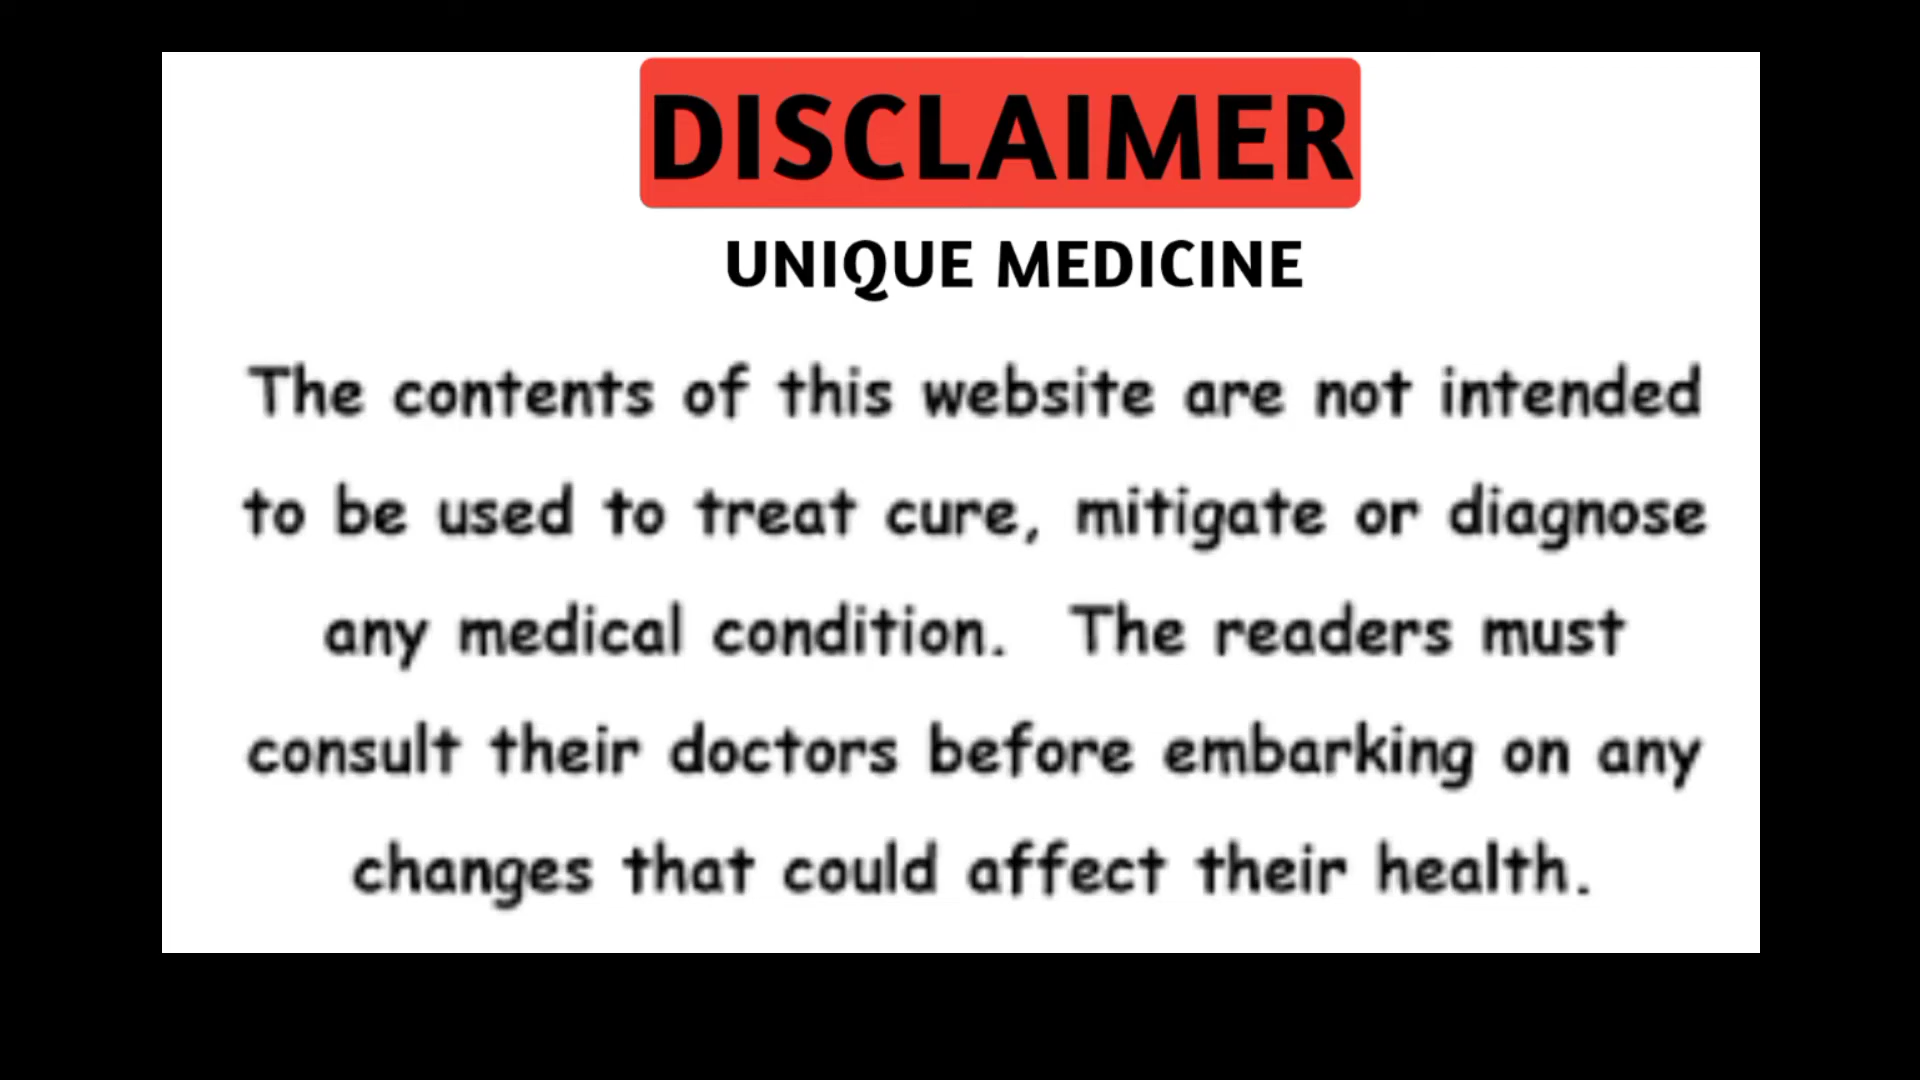 DISCLAIMER
UNIQUE MEDICINE
The contents of this website are not intended
to be used to treat cure, mitigate or diagnose
any medical condition. The readers must
consult their doctors before embarking on any
changes that could affect their health.